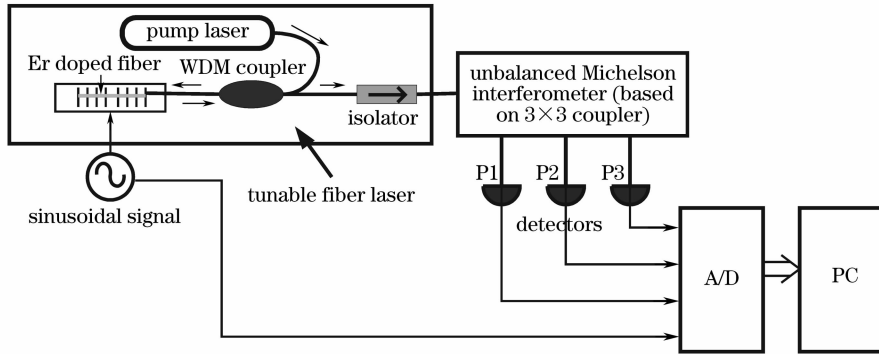 pump laser
Er doped fiber
WDM coupler
isolator
unbalanced Michelson
interferometer (based
on 3×3 coupler)
tunable fiber laser
sinusoidal signal
P1
P2
P3
detectors
A/D
PC